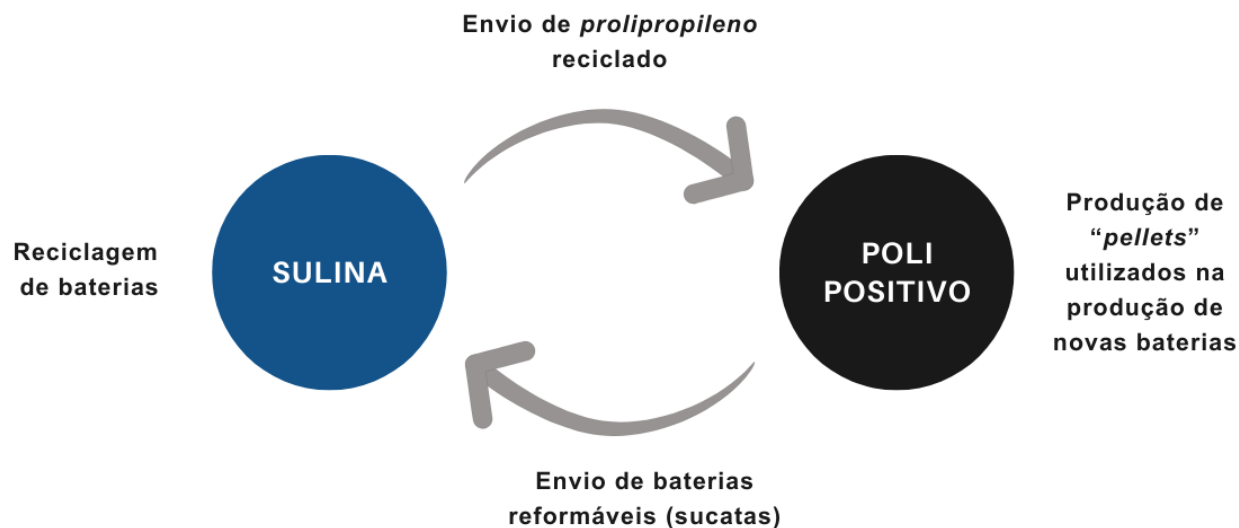 Envio de prolipropileno
reciclado
Reciclagem
de baterias
SULINA
POLI
POSITIVO
Produção de
“pellets”
utilizados na
produção de
novas baterias
Envio de baterias
reformáveis (sucatas)